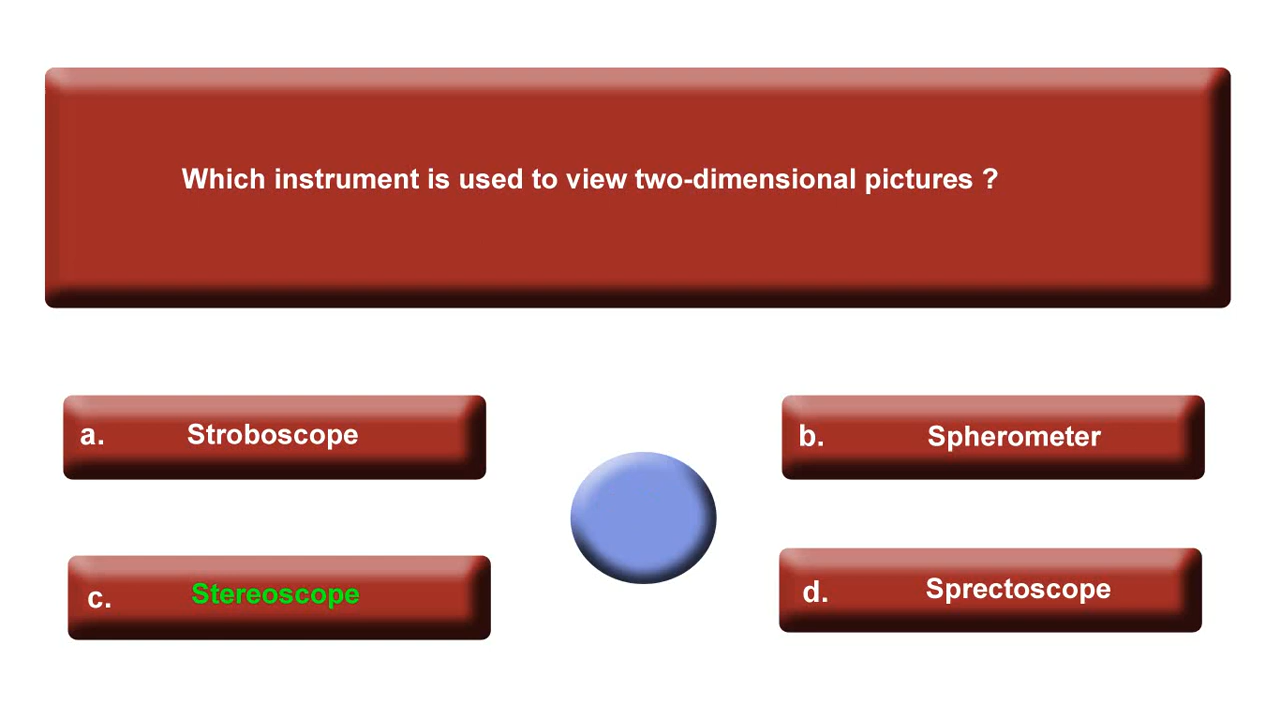 Which instrument is used to view two-dimensional pictures ?
a. Stroboscope
b. Spherometer
c. Stereoscope
d. Sprectoscope